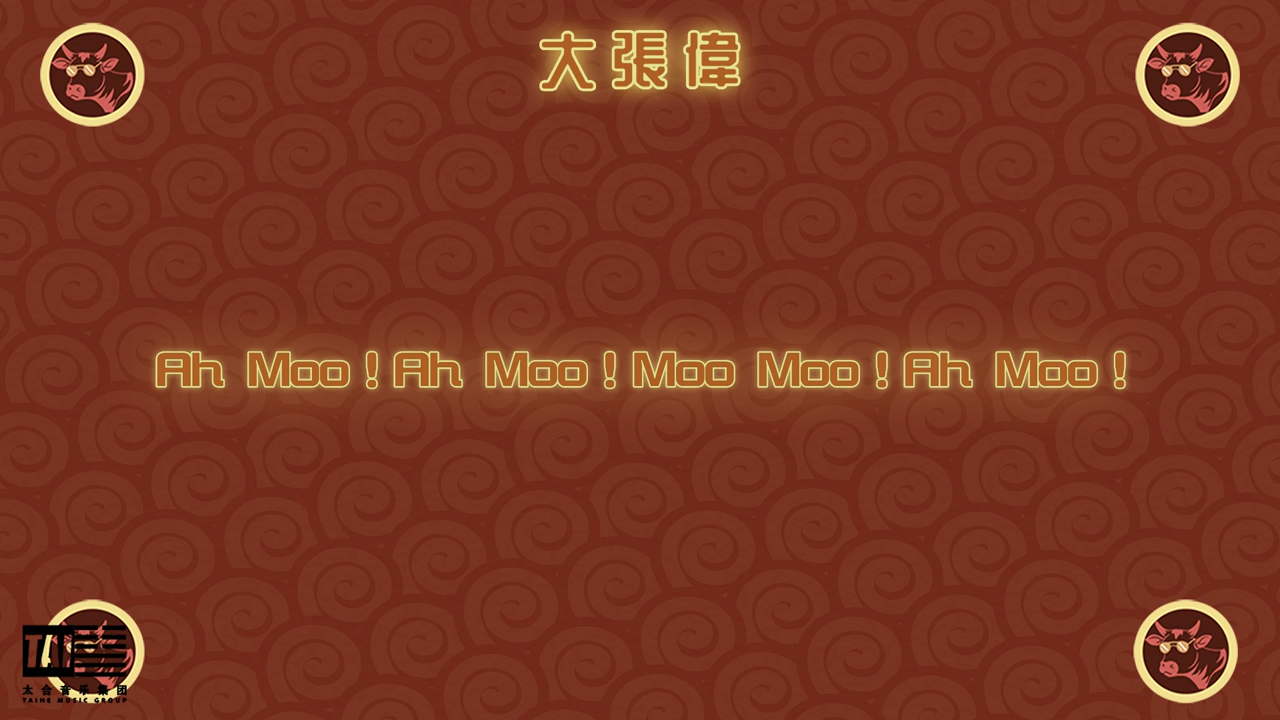 大張偉
Ah Moo！Ah Moo！Moo Moo！Ah Moo！
TAI
太合音乐集团
TAIHE MUSIC GROUP